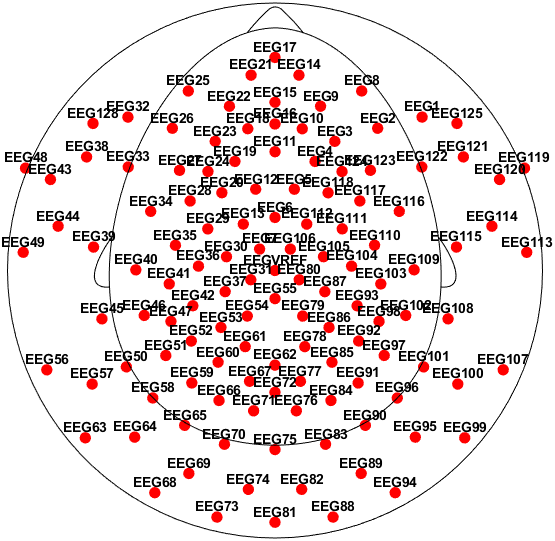 EEG17
EEG21 EEG14
EEG25 EEG8
EEG22 EEG15 EEG9
EEG128 EEG32 EEG26 EEG18 EEG16 EEG10 EEG2 EEG1 EEG125
EEG23 EEG11 EEG3
EEG48 EEG43 EEG38 EEG33 EEG27 EEG24 EEG19 EEG4 EEG124 EEG123 EEG122 EEG121 EEG120 EEG119
EEG34 EEG28 EEG20 EEG12 EEG5 EEG118 EEG117 EEG116
EEG44 EEG29 EEG13 EEG6 EEG112 EEG111 EEG114
EEG49 EEG39 EEG35 EEG30 EEG7 EEG106 EEG105 EEG110 EEG115 EEG113
EEG40 EEG41 EEG36 EEG31 EEGVREF EEG80 EEG104 EEG103 EEG109
EEG45 EEG46 EEG47 EEG42 EEG37 EEG55 EEG87 EEG93 EEG98 EEG102 EEG108
EEG53 EEG54 EEG79 EEG86
EEG51 EEG52 EEG61 EEG78 EEG92 EEG97
EEG56 EEG57 EEG50 EEG60 EEG62 EEG85 EEG101 EEG100 EEG107
EEG58 EEG59 EEG67 EEG72 EEG77 EEG91 EEG96
EEG66 EEG71 EEG76 EEG84
EEG63 EEG64 EEG65 EEG90 EEG95 EEG99
EEG70 EEG75 EEG83
EEG68 EEG69 EEG74 EEG82 EEG89 EEG94
EEG73 EEG81 EEG88